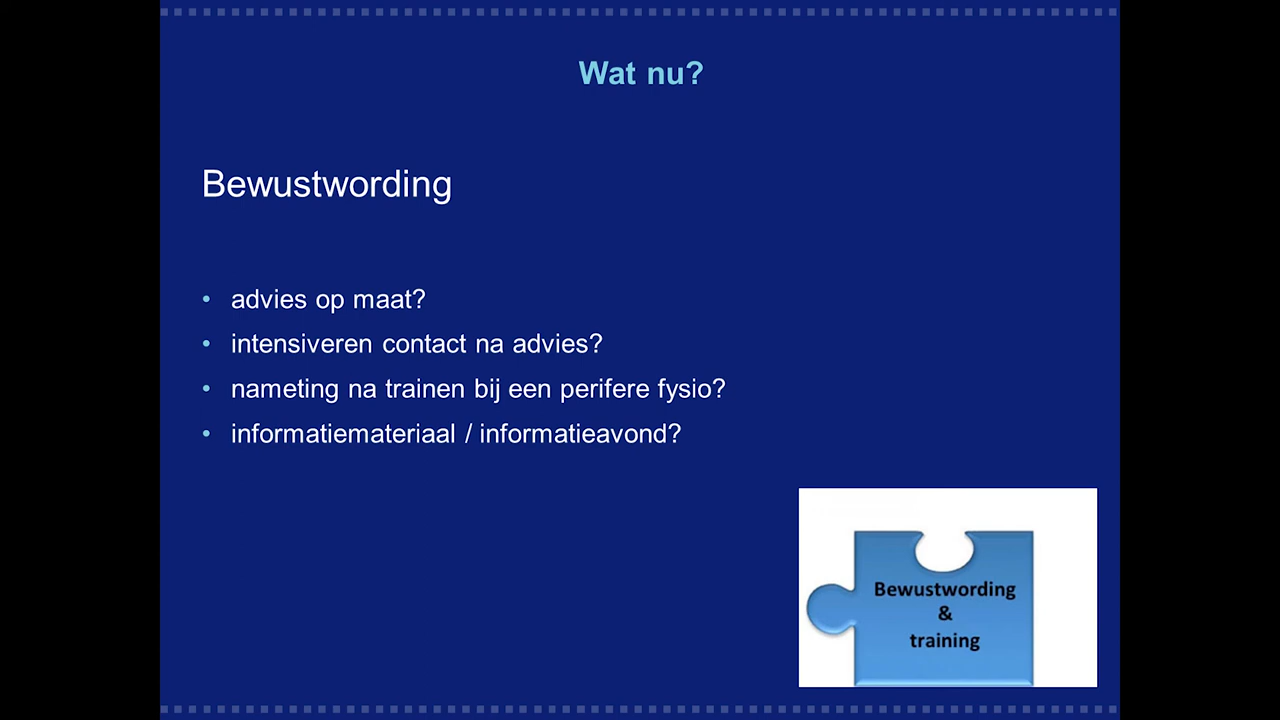 Wat nu?
Bewustwording
• advies op maat?
• intensiveren contact na advies?
• nameting na trainen bij een perifere fysio?
• informatiemateriaal / informatieavond?
Bewustwording
&
training